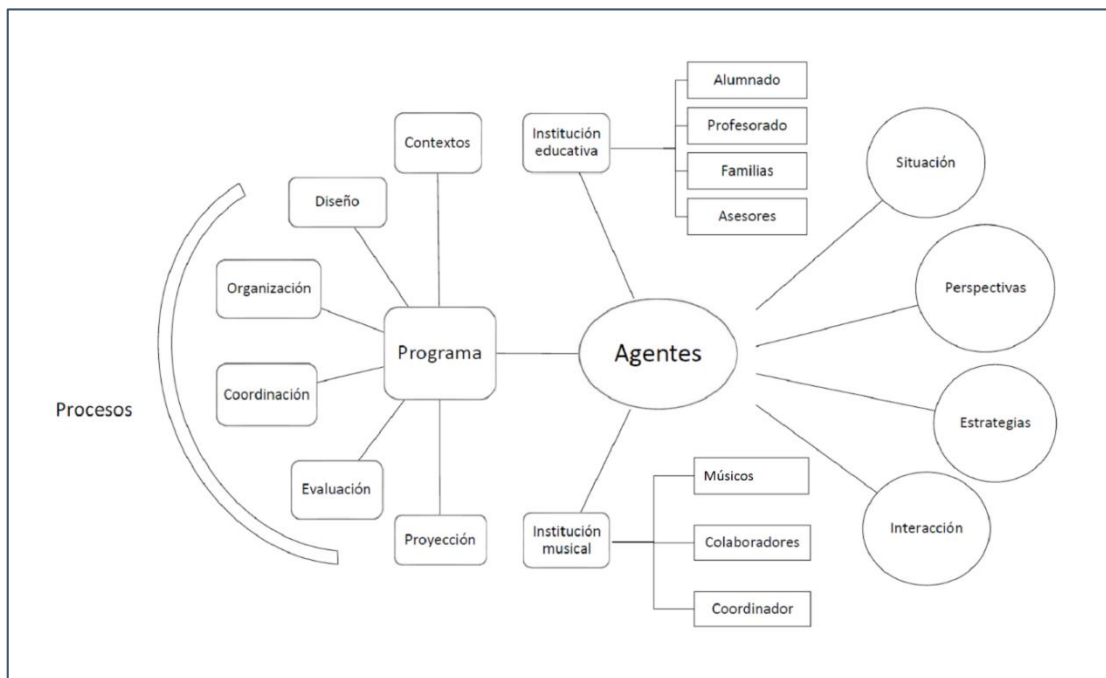 Alumnado
Profesorado
Familias
Asesores
Institución
educativa
Contextos
Diseño
Organización
Coordinación
Evaluación
Proyección
Programa
Procesos
Agentes
Situación
Perspectivas
Estrategias
Interacción
Institución
musical
Músicos
Colaboradores
Coordinador